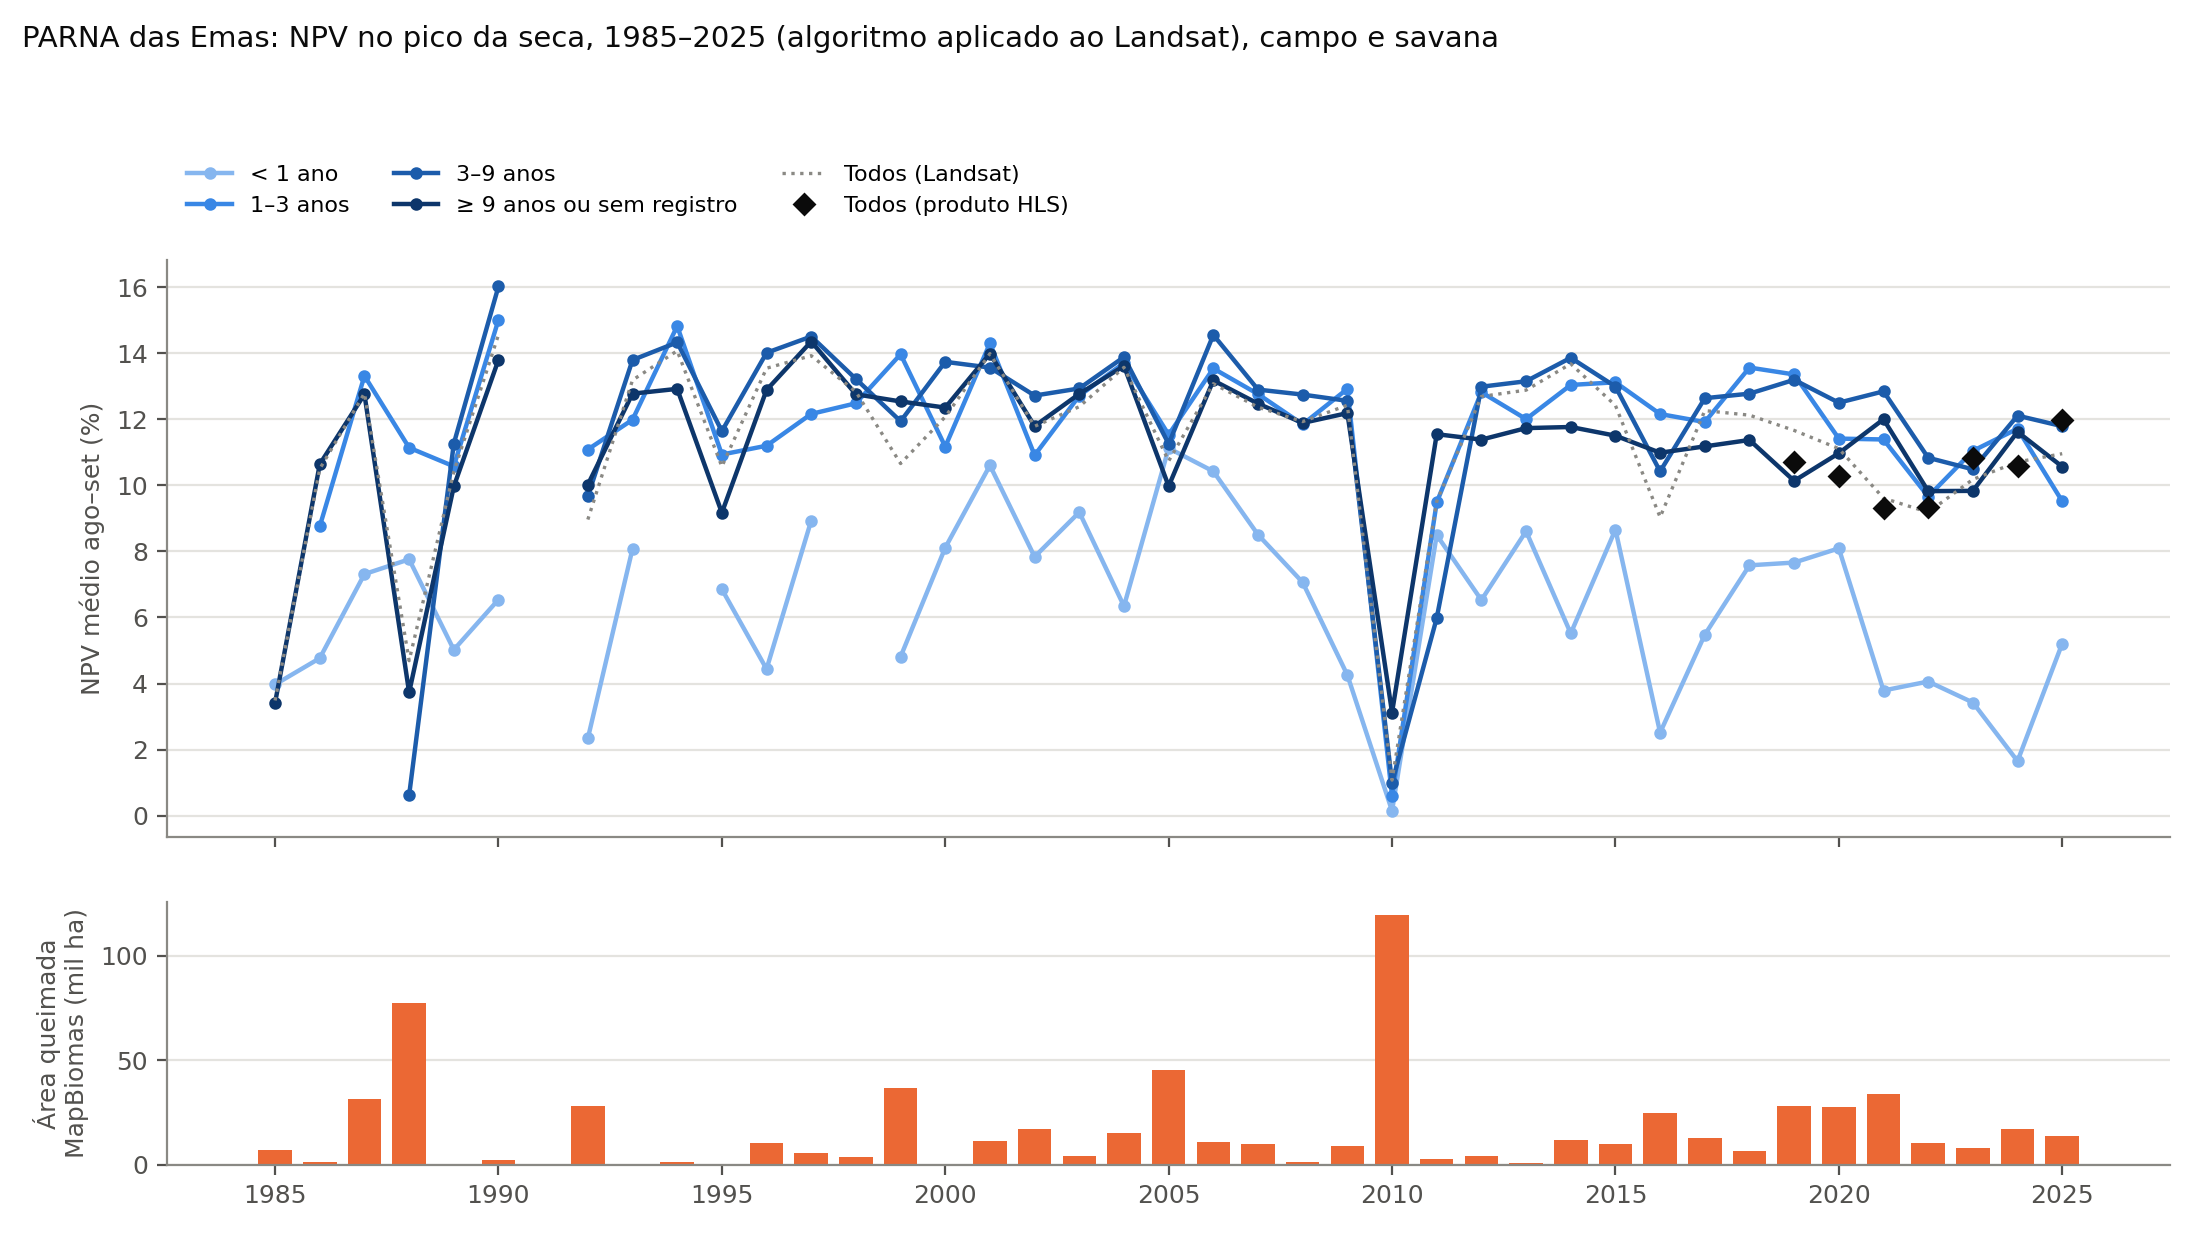 PARNA das Emas: NPV no pico da seca, 1985–2025 (algoritmo aplicado ao Landsat), campo e savana
< 1 ano
1–3 anos
3–9 anos
≥ 9 anos ou sem registro
Todos (Landsat)
Todos (produto HLS)
NPV médio ago–set (%)
16
14
12
10
8
6
4
2
0
Área queimada
MapBiomas (mil ha)
100
50
0
1985 1990 1995 2000 2005 2010 2015 2020 2025